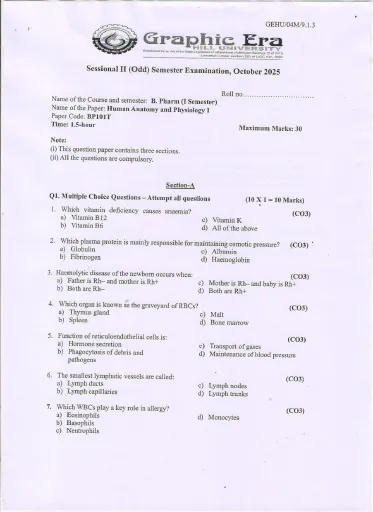 GEHU/04M/9.1.3
Graphic Era
HILL UNIVERSITY
Sessional II (Odd) Semester Examination, October 2025
Roll no.
Name of the Course and semester: B. Pharm (I Semester)
Name of the Paper: Human Anatomy and Physiology I
Paper Code: BP101T
Time: 1.5-hour
Maximum Marks: 30
Note:
(i) This question paper contains three sections.
(ii) All the questions are compulsory.
Section-A
Q1. Multiple Choice Questions – Attempt all questions (10 X 1 = 10 Marks)
1. Which vitamin deficiency causes anaemia? (CO3)
a) Vitamin B12 c) Vitamin K
b) Vitamin B6 d) All of the above
2. Which plasma protein is mainly responsible for maintaining osmotic pressure? (CO3)
a) Globulin c) Albumin
b) Fibrinogen d) Haemoglobin
3. Haemolytic disease of the newborn occurs when: (CO3)
a) Father is Rh– and mother is Rh+ c) Mother is Rh– and baby is Rh+
b) Both are Rh– d) Both are Rh+
4. Which organ is known as the graveyard of RBCs? (CO3)
a) Thymus gland c) Malt
b) Spleen d) Bone marrow
5. Function of reticuloendothelial cells is: (CO3)
a) Hormone secretion c) Transport of gases
b) Phagocytosis of debris and d) Maintenance of blood pressure
pathogens
6. The smallest lymphatic vessels are called: (CO3)
a) Lymph ducts c) Lymph nodes
b) Lymph capillaries d) Lymph trunks
7. Which WBCs play a key role in allergy? (CO3)
a) Eosinophils d) Monocytes
b) Basophils
c) Neutrophils